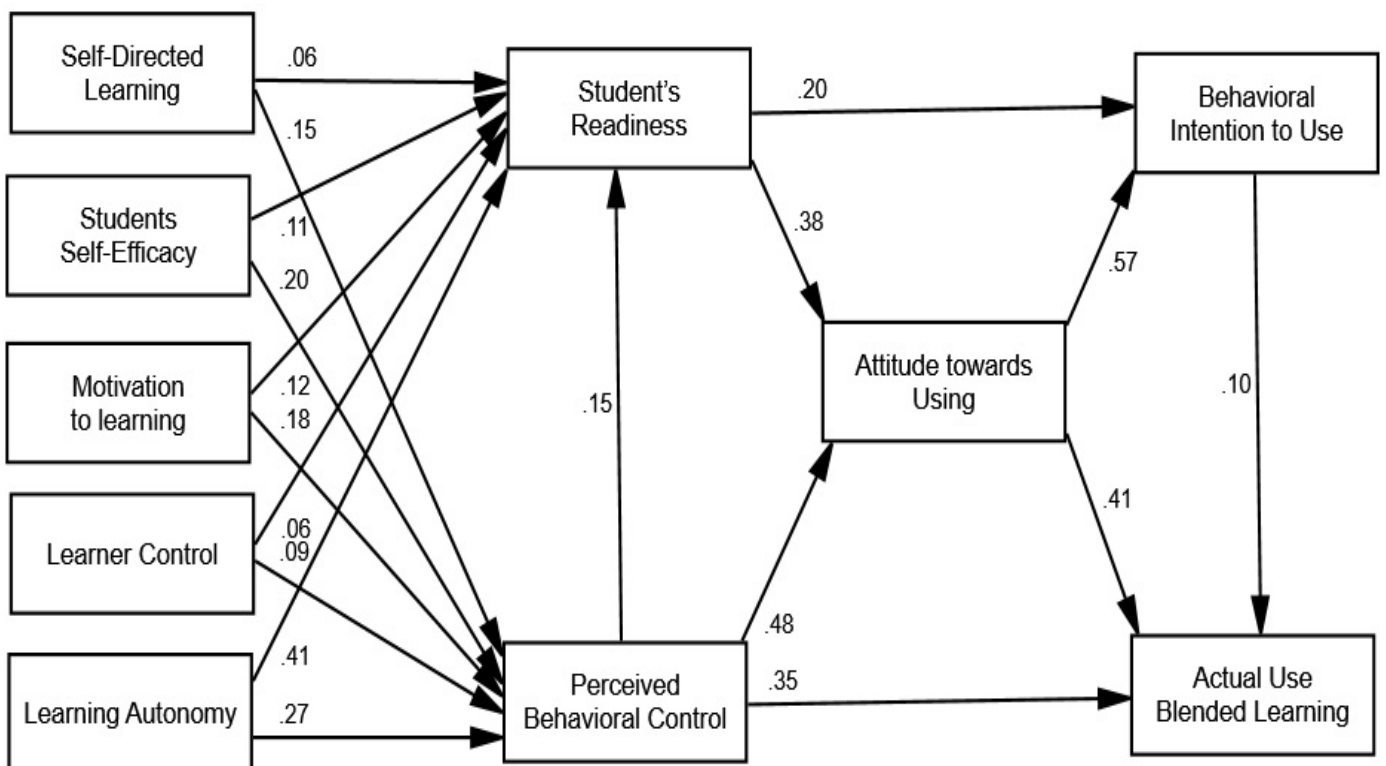 Self-Directed
Learning
Students
Self-Efficacy
Motivation
to learning
Learner Control
Learning Autonomy
.06
.15
.11
.20
.12
.18
.06
.09
.41
.27
Student’s
Readiness
.15
Perceived
Behavioral Control
.20
.38
.48
.35
Attitude towards
Using
.57
.41
Behavioral
Intention to Use
.10
Actual Use
Blended Learning